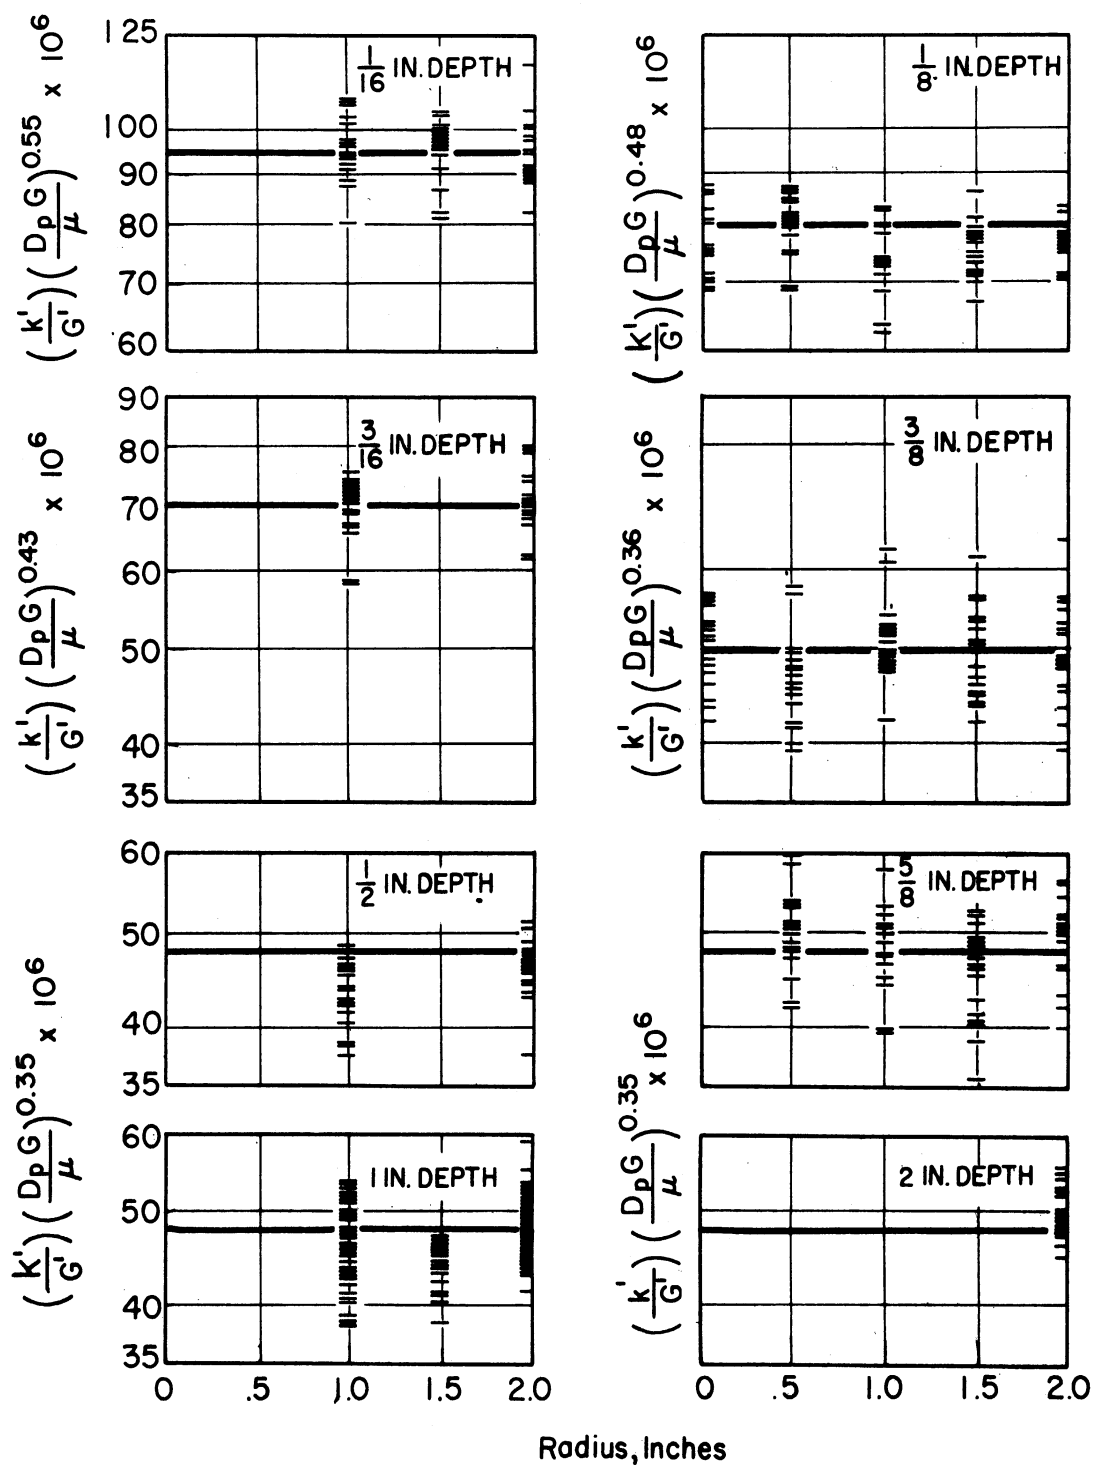 (k'/G')(DpG/μ)^0.55 x 10^6
125
100
90
80
70
60
1/16 IN. DEPTH
(k'/G')(DpG/μ)^0.48 x 10^6
1/8 IN. DEPTH
(k'/G')(DpG/μ)^0.43 x 10^6
90
80
70
60
50
40
35
3/16 IN. DEPTH
(k'/G')(DpG/μ)^0.36 x 10^6
3/8 IN. DEPTH
(k'/G')(DpG/μ)^0.35 x 10^6
60
50
40
35
1/2 IN. DEPTH
5/8 IN. DEPTH
60
50
40
35
1 IN. DEPTH
0 .5 1.0 1.5 2.0
(k'/G')(DpG/μ)^0.35 x 10^6
2 IN. DEPTH
0 .5 1.0 1.5 2.0
Radius, Inches